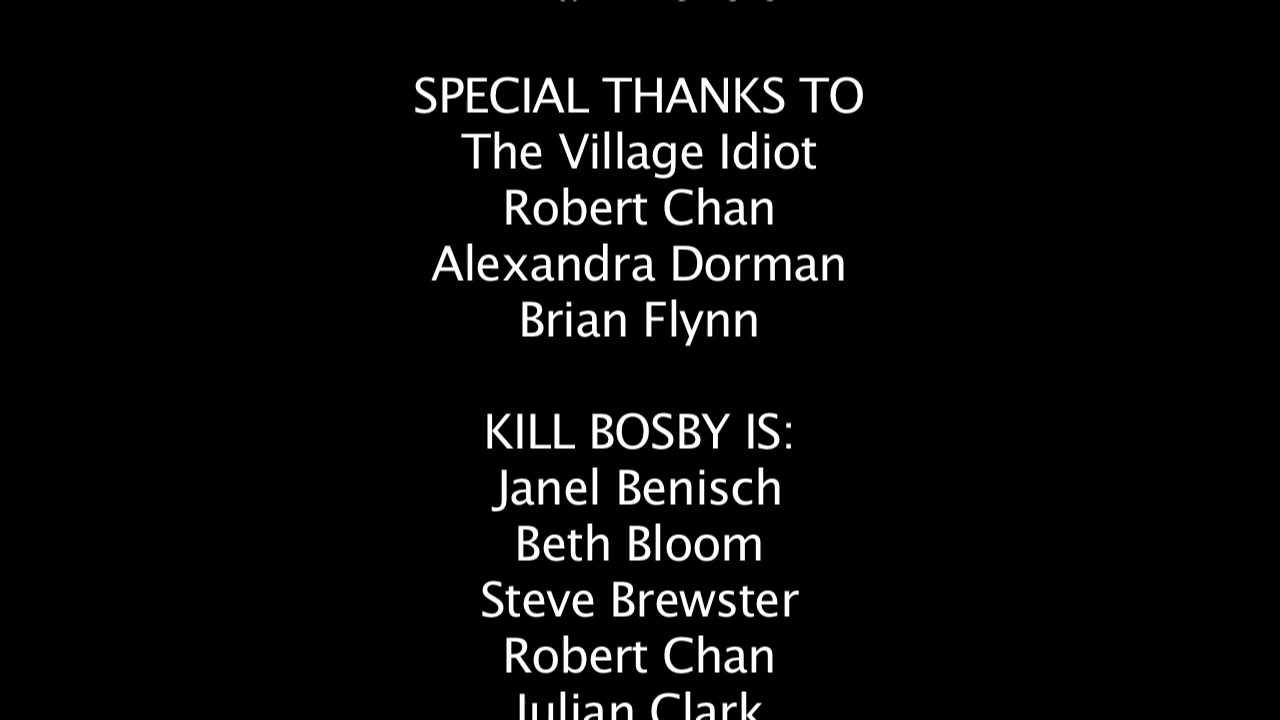 SPECIAL THANKS TO
The Village Idiot
Robert Chan
Alexandra Dorman
Brian Flynn
KILL BOSBY IS:
Janel Benisch
Beth Bloom
Steve Brewster
Robert Chan
Julian Clark